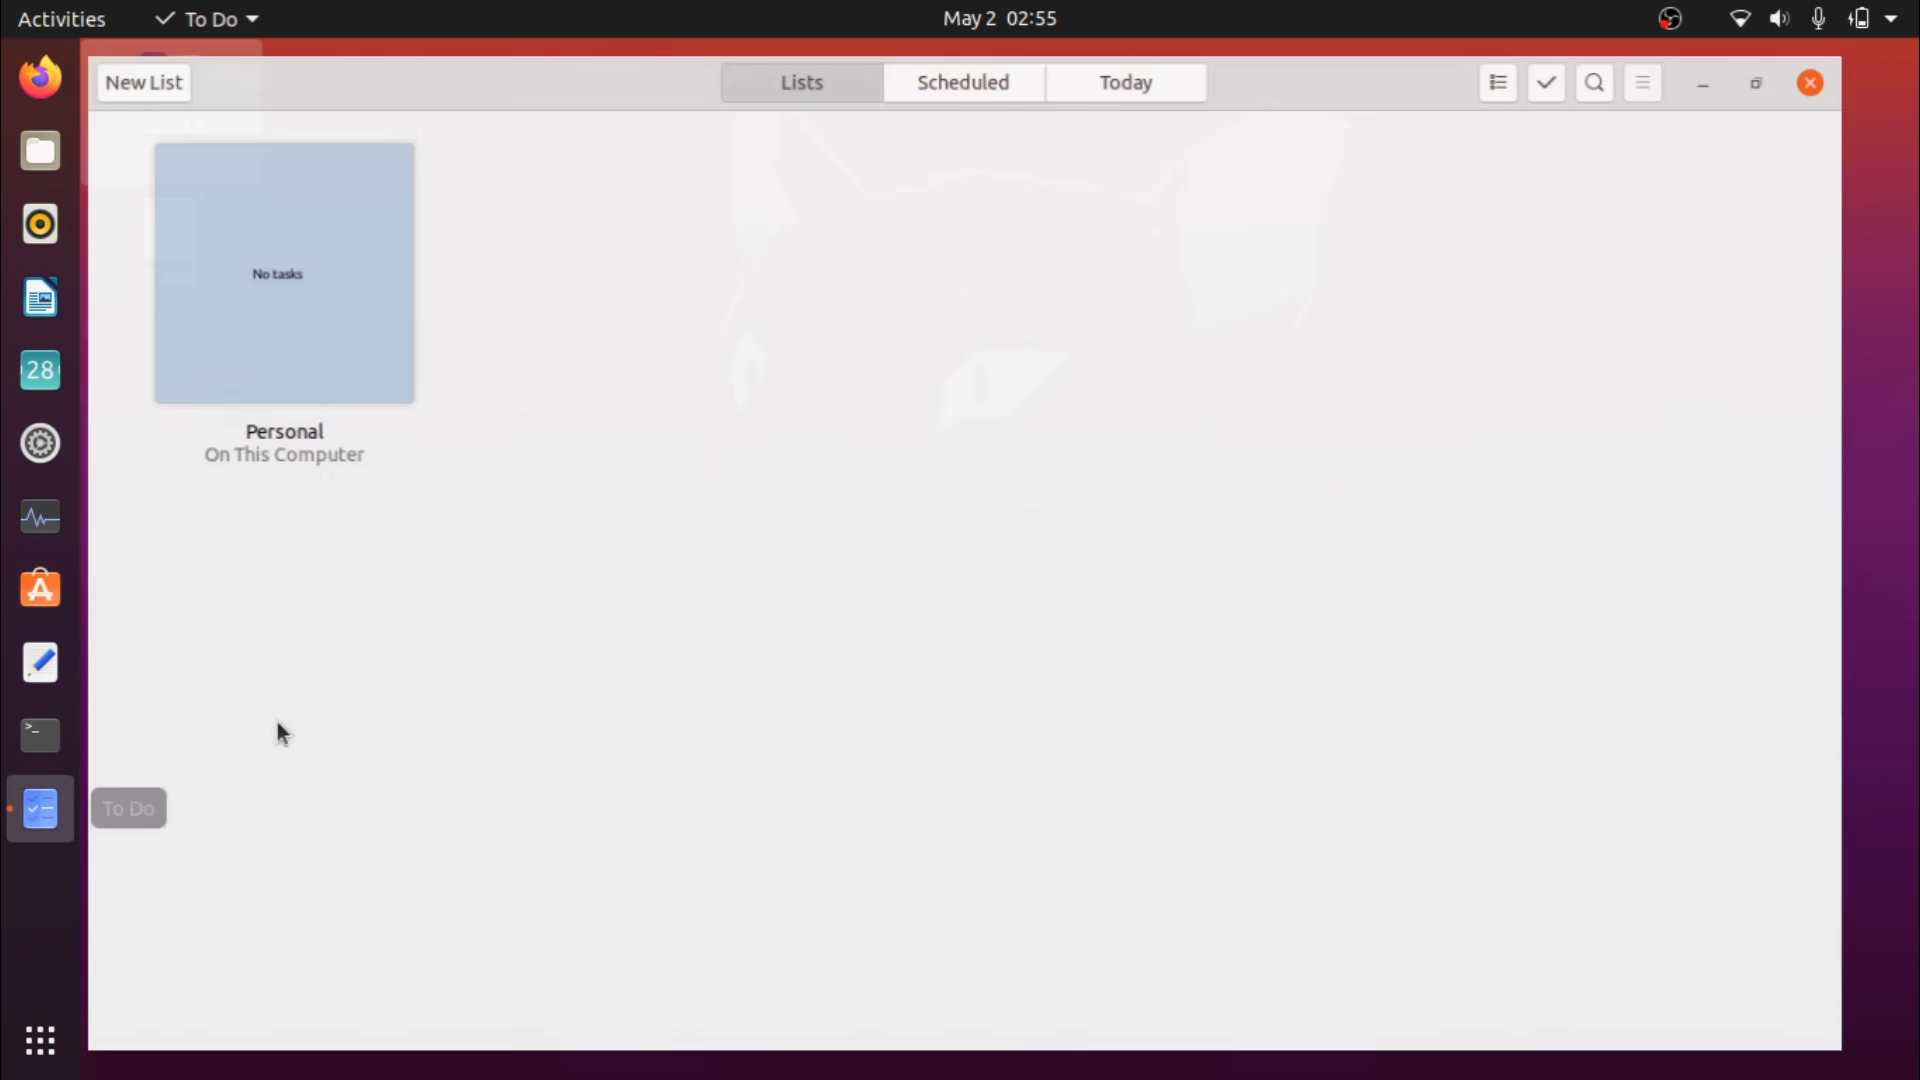 Activities
To Do
May 2 02:55
New List
Lists
Scheduled
Today
No tasks
Personal
On This Computer
28
>_
To Do